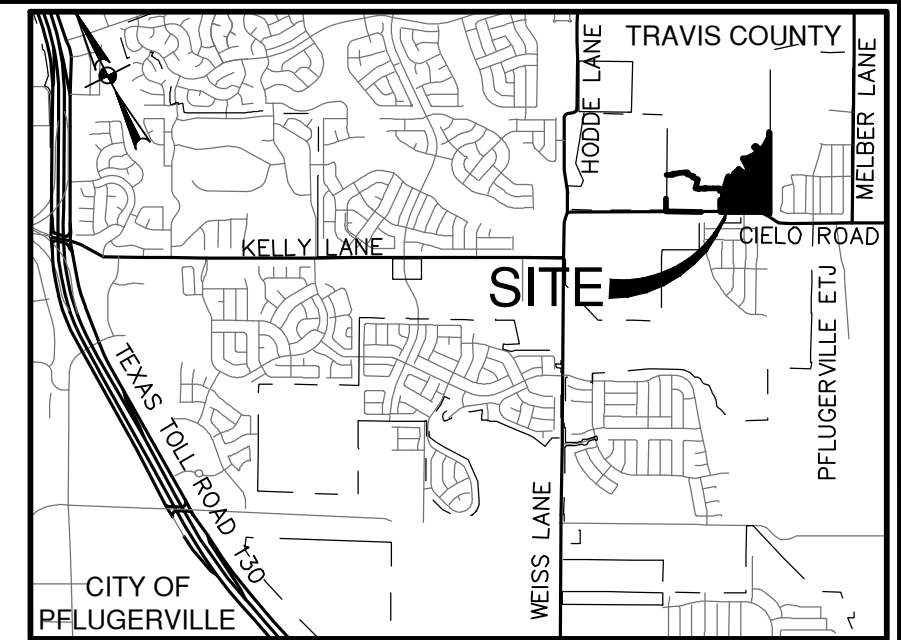 TRAVIS COUNTY
HODDE LANE
MELBER LANE
KELLY LANE
CIELO ROAD
SITE
PFLUGERVILLE ETJ
TEXAS TOLL ROAD 130
WEISS LANE
CITY OF
PFLUGERVILLE